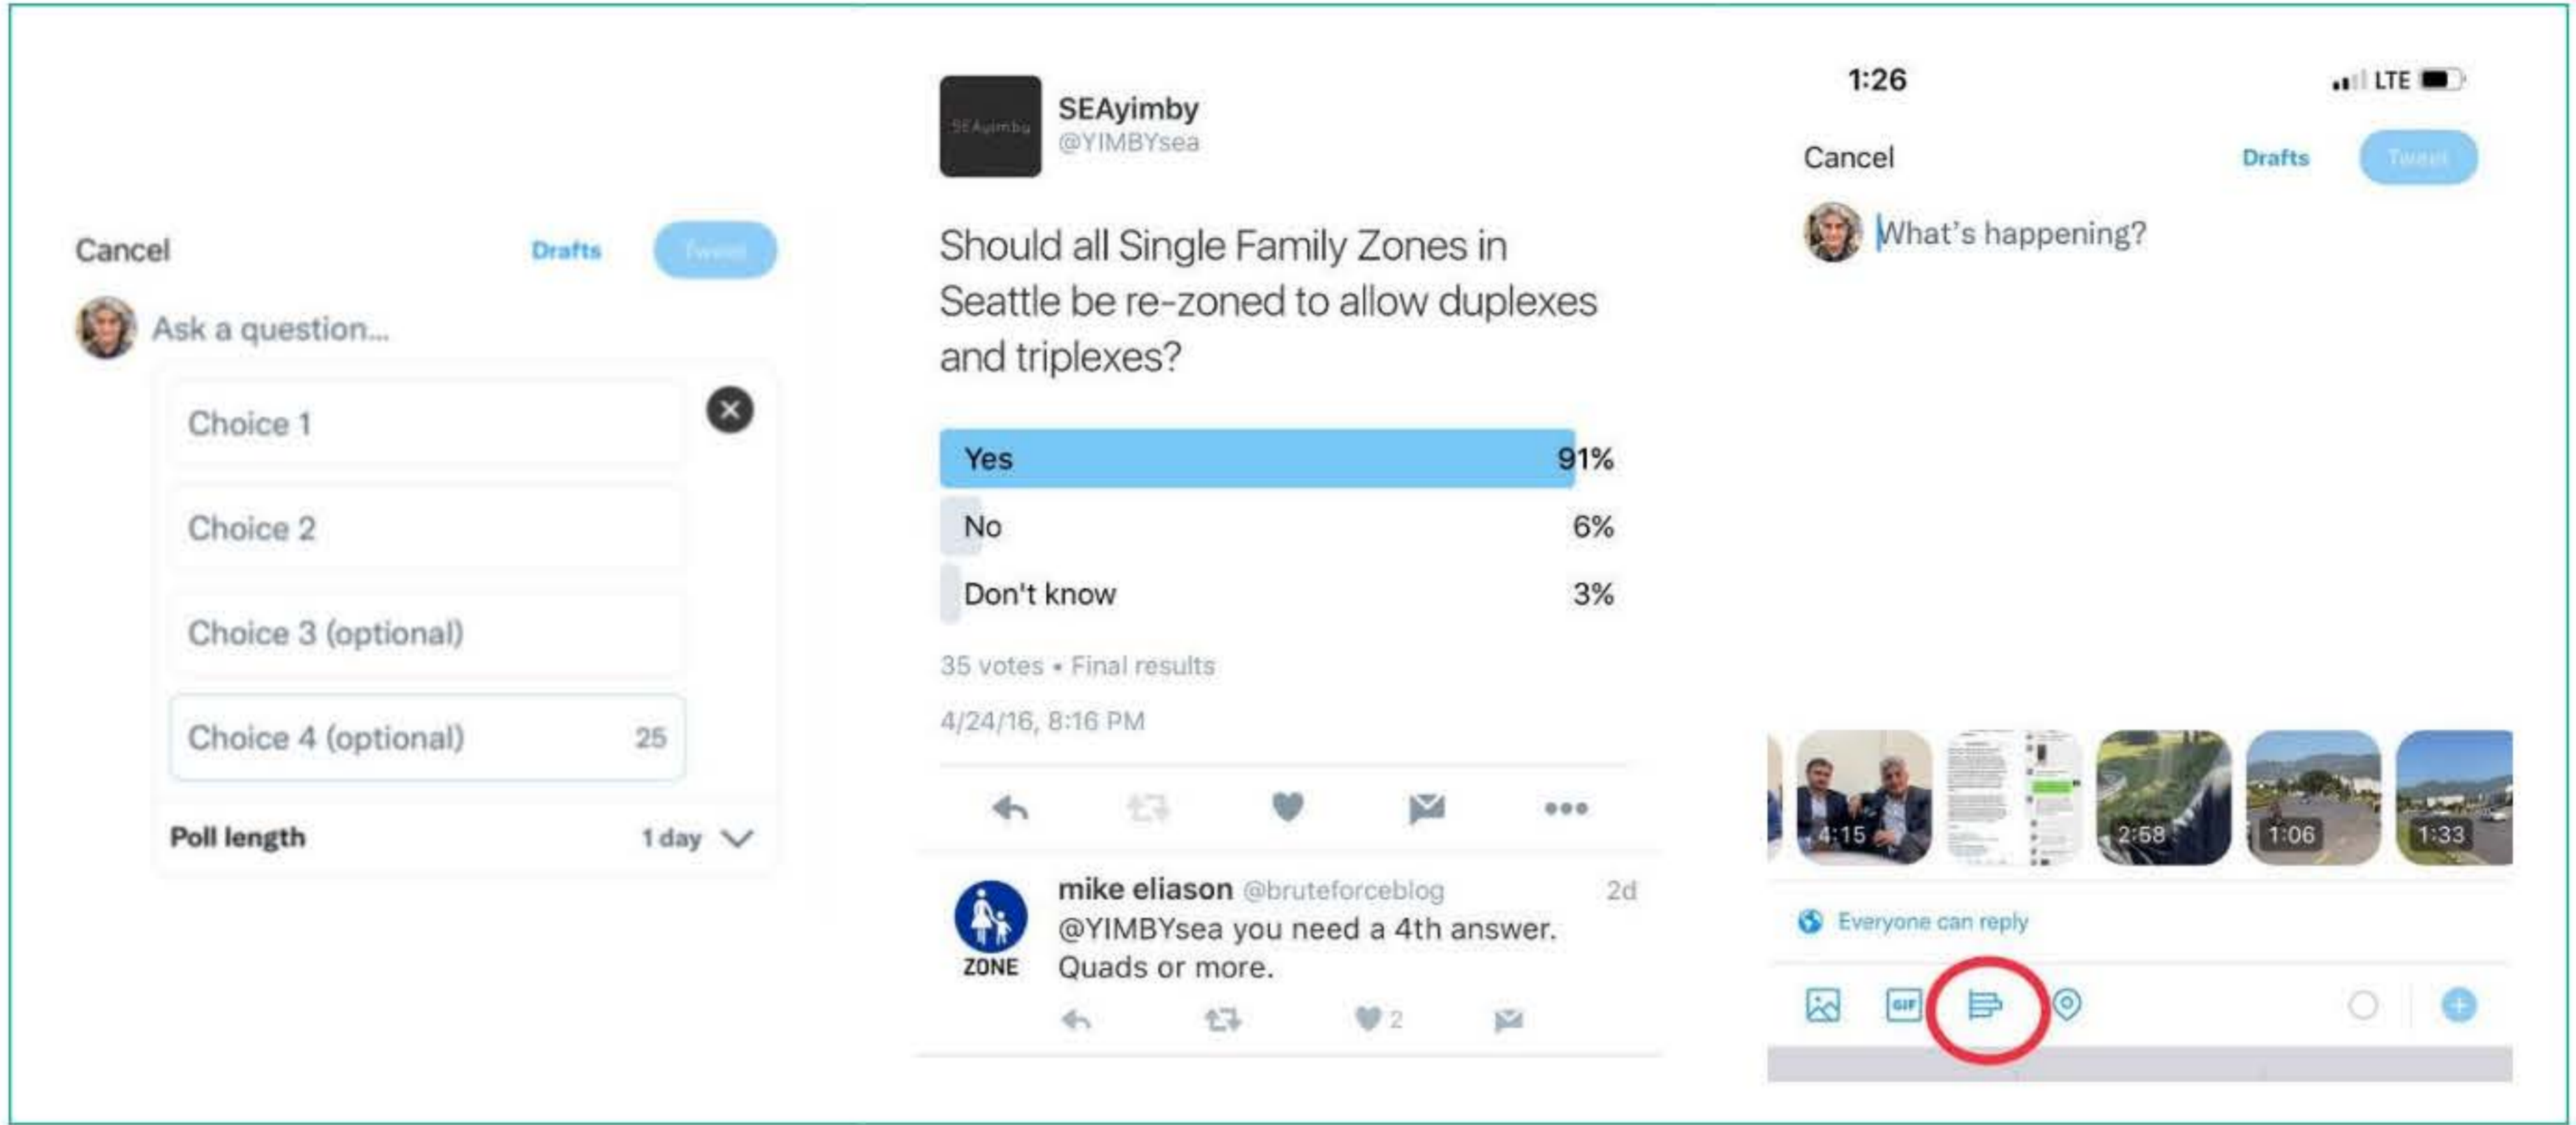 Cancel
Drafts
Tweet
Ask a question...
Choice 1
Choice 2
Choice 3 (optional)
Choice 4 (optional) 25
Poll length 1 day
SEAyimby
SEAyimby
@YIMBYsea
Should all Single Family Zones in
Seattle be re-zoned to allow duplexes
and triplexes?
Yes 91%
No 6%
Don't know 3%
35 votes • Final results
4/24/16, 8:16 PM
mike eliason @bruteforceblog 2d
@YIMBYsea you need a 4th answer.
Quads or more.
ZONE
2
1:26 LTE
Cancel Drafts Tweet
What's happening?
4:15 2:58 1:06 1:33
Everyone can reply
GIF